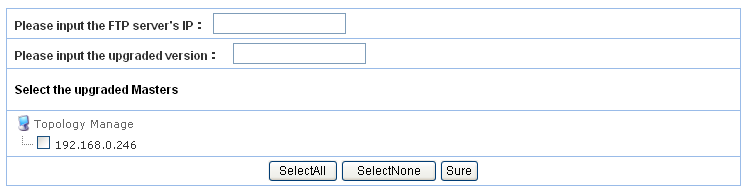 Please input the FTP server's IP：
Please input the upgraded version：
Select the upgraded Masters
Topology Manage
192.168.0.246
SelectAll SelectNone Sure